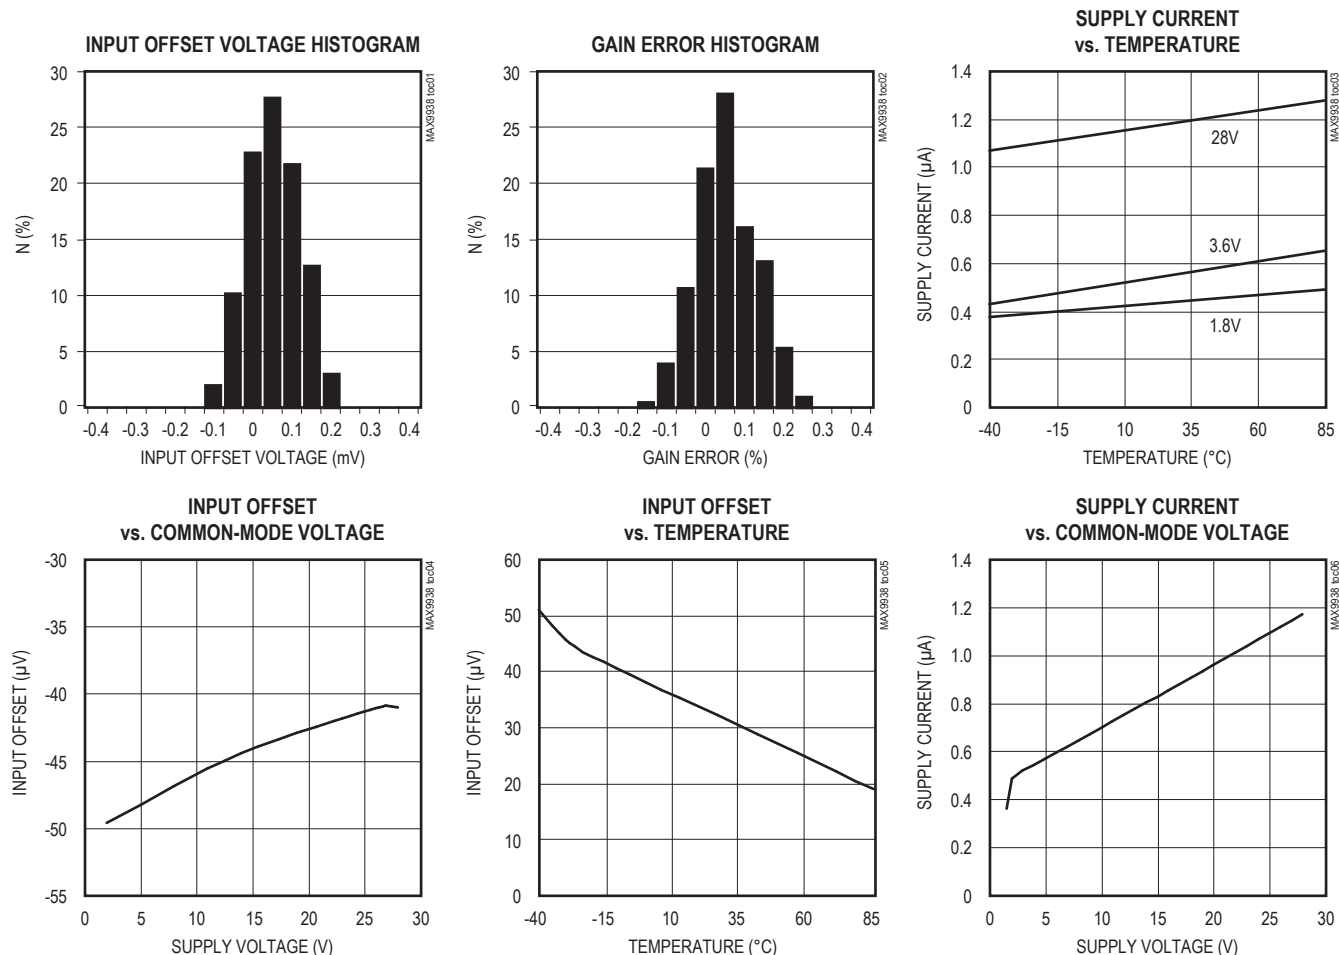 INPUT OFFSET VOLTAGE HISTOGRAM
30
25
20
15
10
5
0
N (%)
-0.4 -0.3 -0.2 -0.1 0 0.1 0.2 0.3 0.4
INPUT OFFSET VOLTAGE (mV)
MAX9938 toc01
GAIN ERROR HISTOGRAM
30
25
20
15
10
5
0
N (%)
-0.4 -0.3 -0.2 0 0.1 0.2 0.3 0.4
GAIN ERROR (%)
MAX9938 toc02
SUPPLY CURRENT
vs. TEMPERATURE
1.4
1.2
1.0
0.8
0.6
0.4
0.2
0
SUPPLY CURRENT (µA)
28V
3.6V
1.8V
-40 -15 10 35 60 85
TEMPERATURE (°C)
MAX9938 toc03
INPUT OFFSET
vs. COMMON-MODE VOLTAGE
-30
-35
-40
-45
-50
-55
INPUT OFFSET (µV)
0 5 10 15 20 25 30
SUPPLY VOLTAGE (V)
MAX9938 toc04
INPUT OFFSET
vs. TEMPERATURE
60
50
40
30
20
10
0
INPUT OFFSET (µV)
-40 -15 10 35 60 85
TEMPERATURE (°C)
MAX9938 toc05
SUPPLY CURRENT
vs. COMMON-MODE VOLTAGE
1.4
1.2
1.0
0.8
0.6
0.4
0.2
0
SUPPLY CURRENT (µA)
0 5 10 15 20 25 30
SUPPLY VOLTAGE (V)
MAX9938 toc06